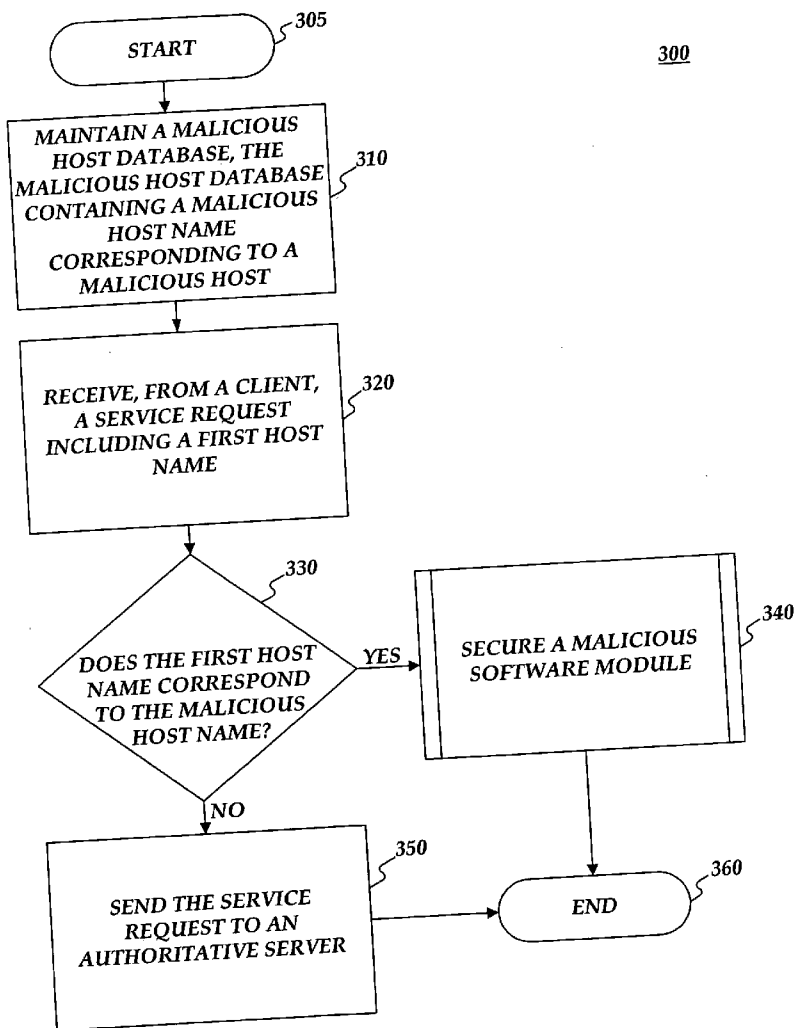 START
305
300
MAINTAIN A MALICIOUS
HOST DATABASE, THE
MALICIOUS HOST DATABASE
CONTAINING A MALICIOUS
HOST NAME
CORRESPONDING TO A
MALICIOUS HOST
310
RECEIVE, FROM A CLIENT,
A SERVICE REQUEST
INCLUDING A FIRST HOST
NAME
320
330
DOES THE FIRST HOST
NAME CORRESPOND
TO THE MALICIOUS
HOST NAME?
YES
SECURE A MALICIOUS
SOFTWARE MODULE
340
NO
SEND THE SERVICE
REQUEST TO AN
AUTHORITATIVE SERVER
350
END
360